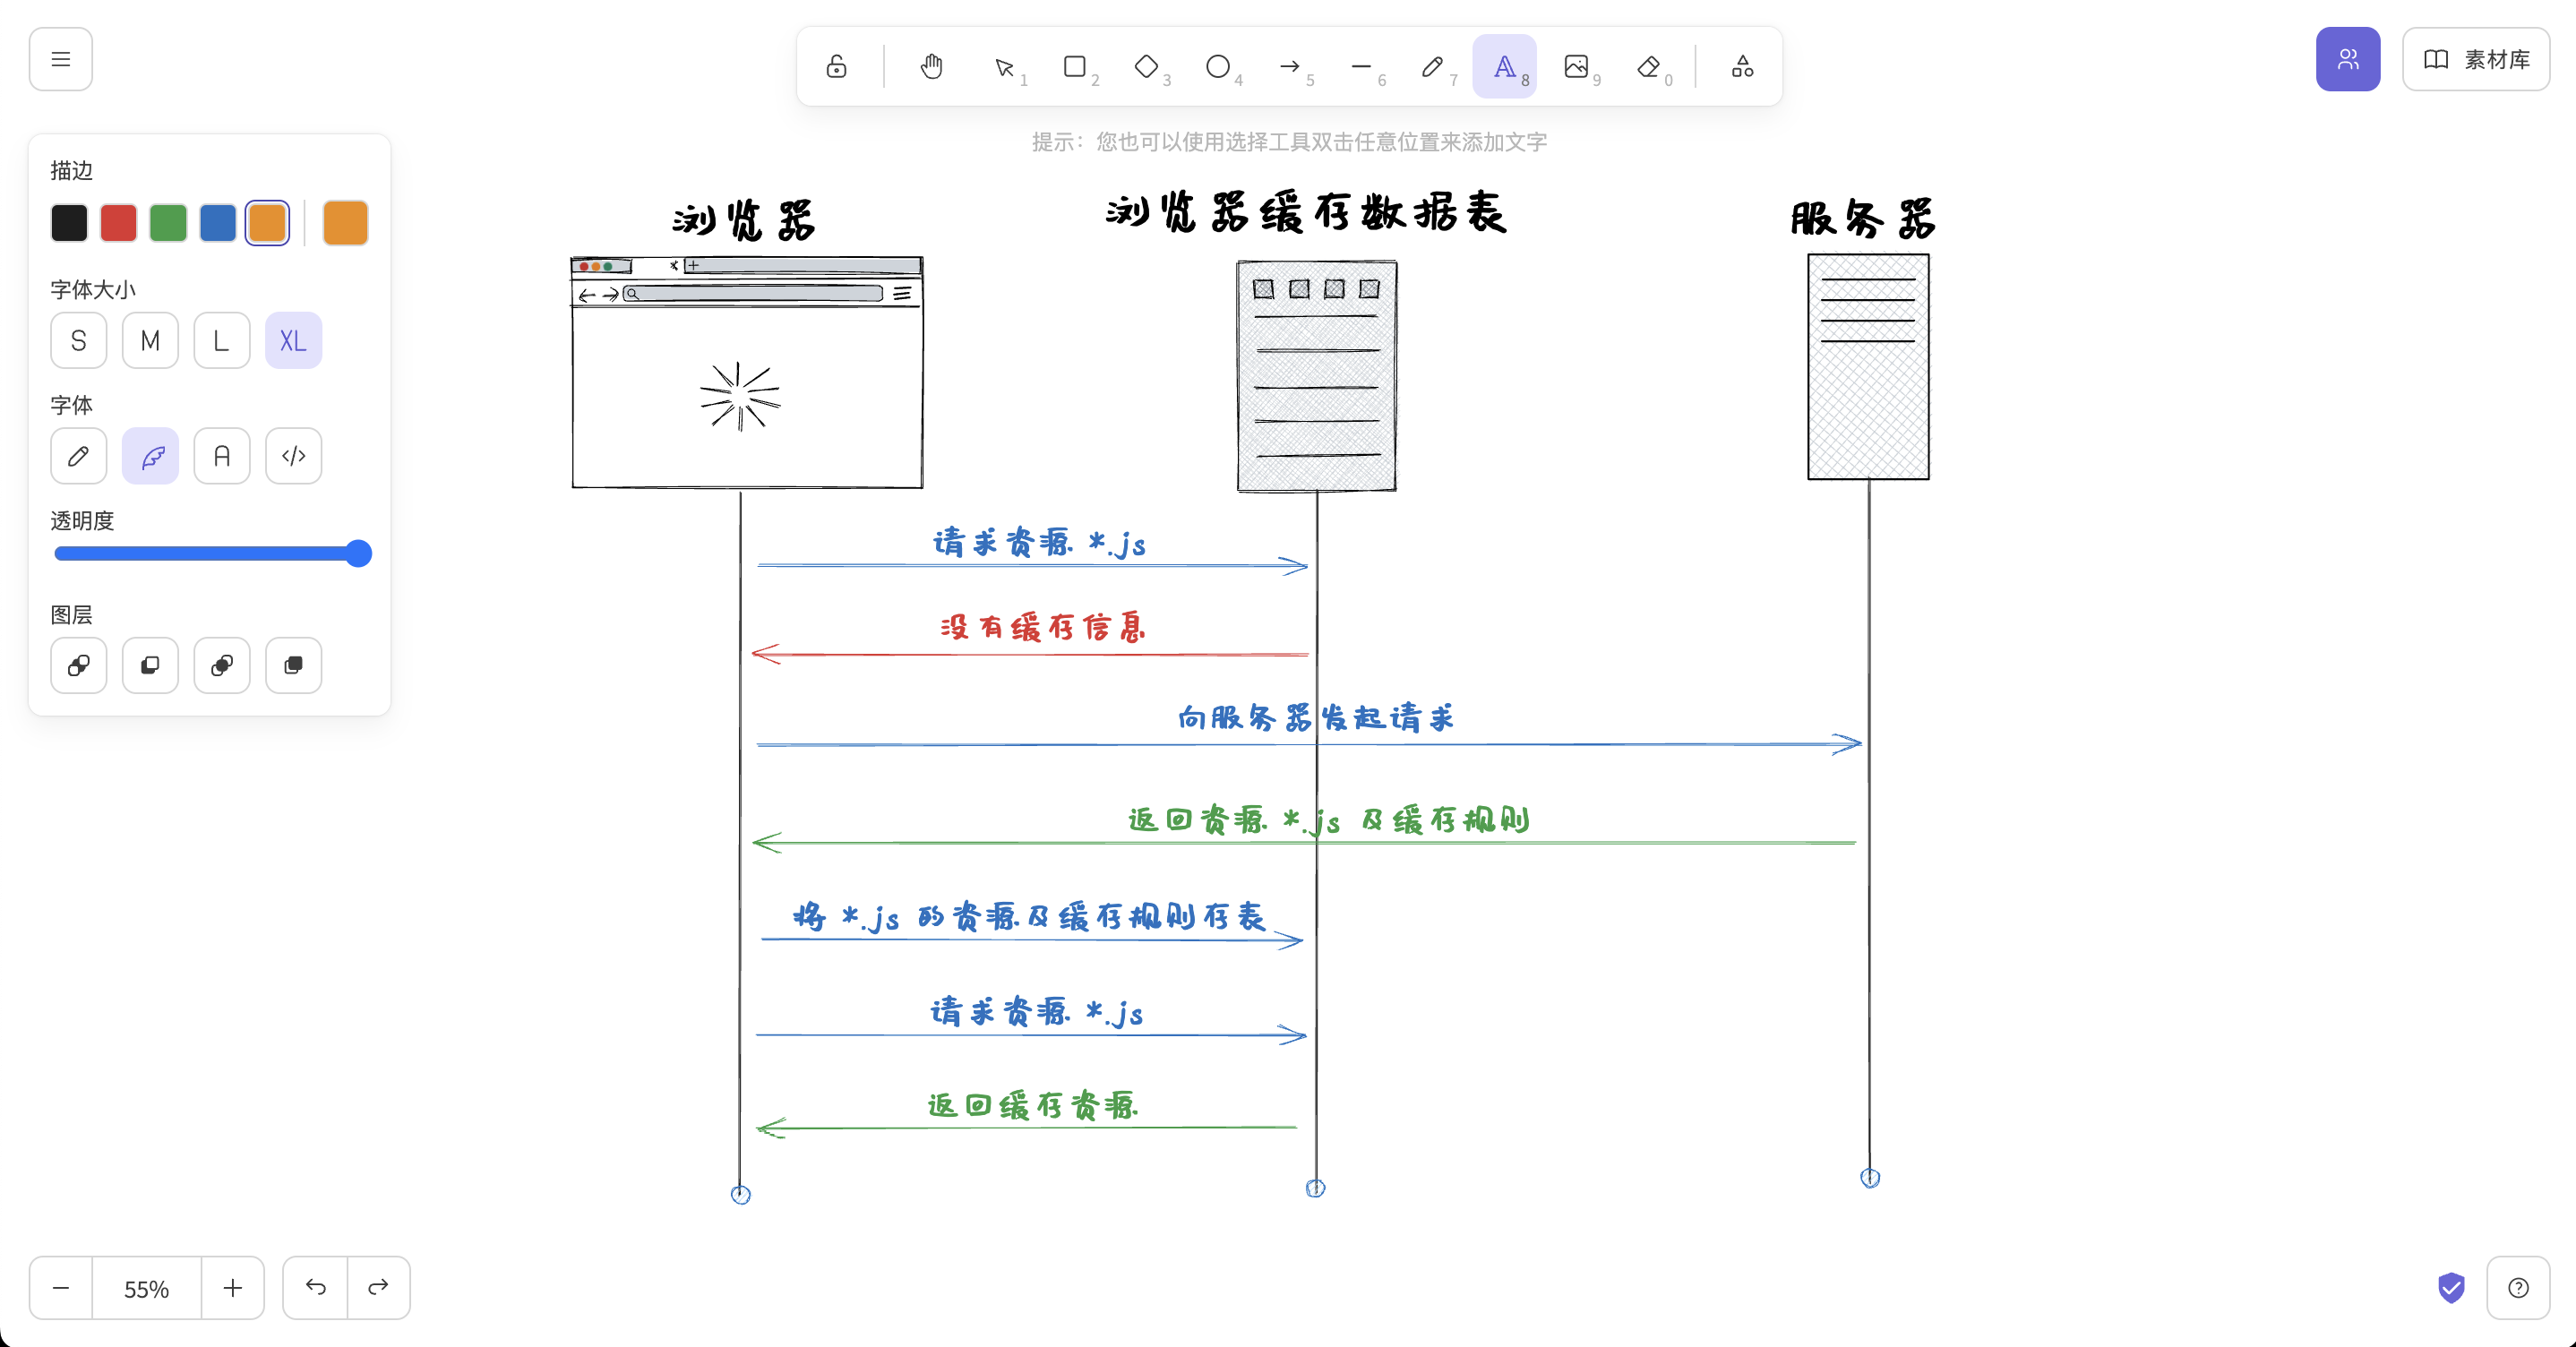 1
2
3
4
5
6
7
A 8
9
0
素材库
提示：您也可以使用选择工具双击任意位置来添加文字
描边
字体大小
S M L XL
字体
A </>
透明度
图层
浏览器
浏览器缓存数据表
服务器
请求资源 *.js
没有缓存信息
向服务器发起请求
返回资源 *.js 及缓存规则
将 *.js 的资源及缓存规则存表
请求资源 *.js
返回缓存资源
55%